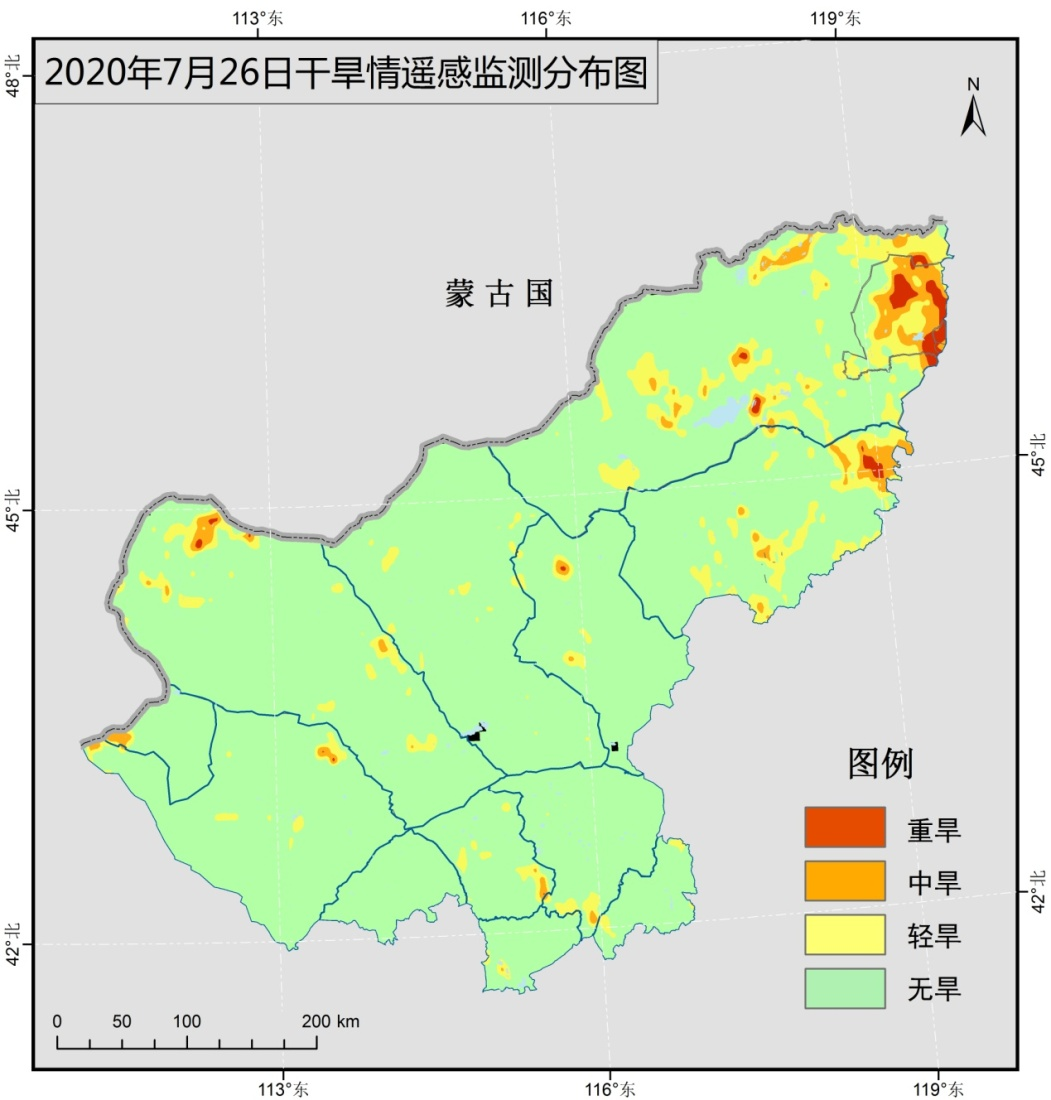 113°东 116°东 119°东
48°北
2020年7月26日干旱情遥感监测分布图
N
蒙古国
45°北
45°北
图例
重旱
中旱
轻旱
无旱
42°北
42°北
0 50 100 200 km
113°东 116°东 119°东